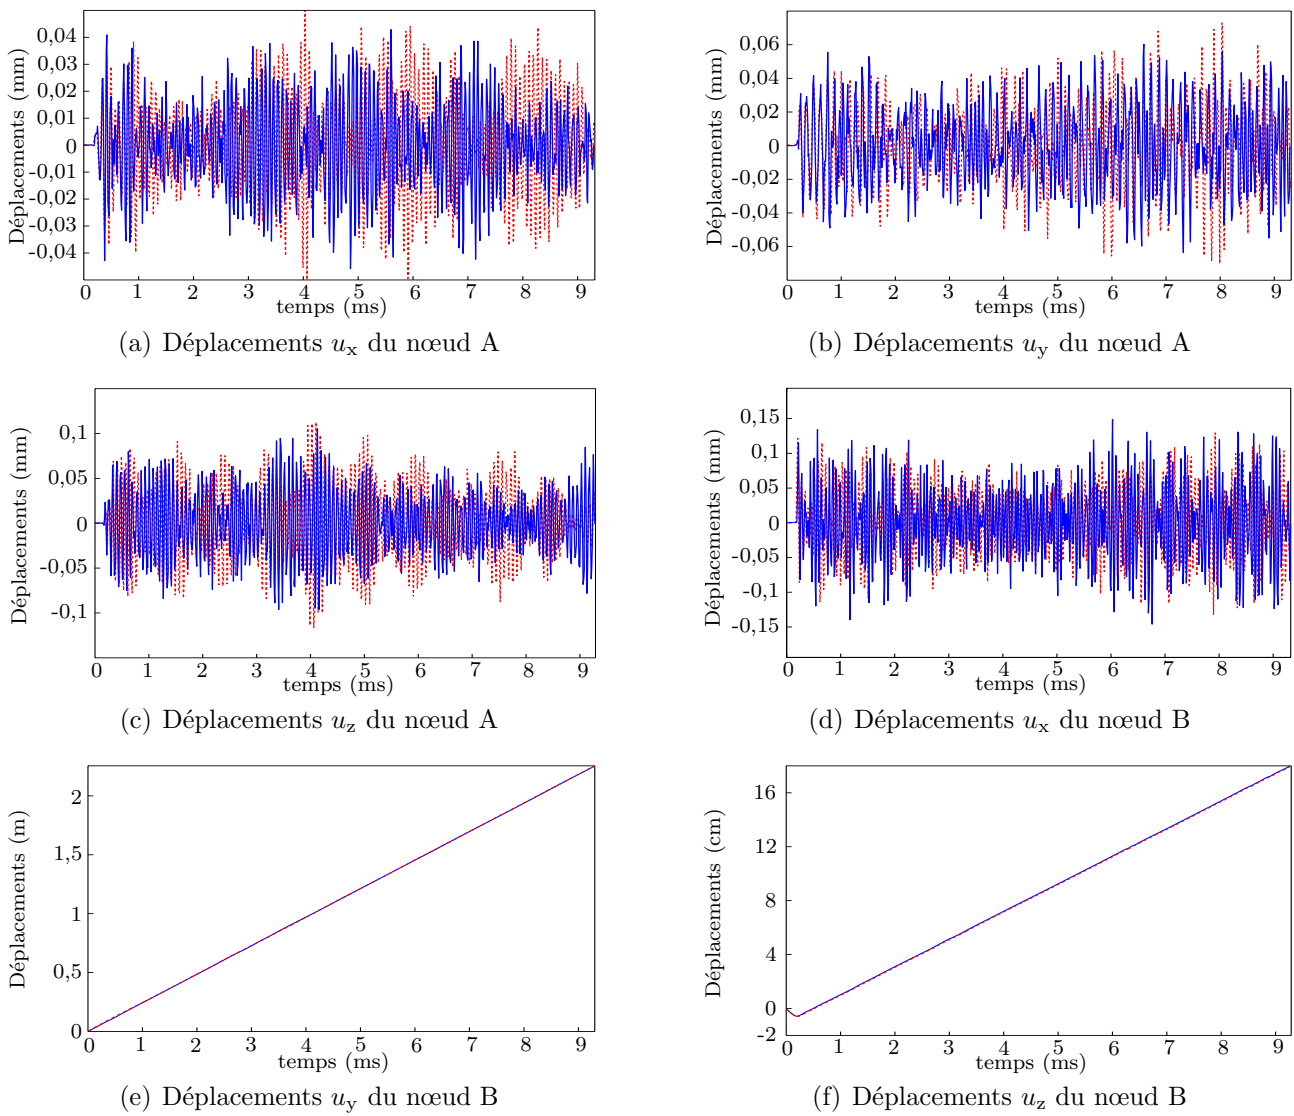 Déplacements (mm)
0,04
0,03
0,02
0,01
0
-0,01
-0,02
-0,03
-0,04
0 1 2 3 4 5 6 7 8 9
temps (ms)
(a) Déplacements ux du nœud A
Déplacements (mm)
0,06
0,04
0,02
0
-0,02
-0,04
-0,06
0 1 2 3 4 5 6 7 8 9
temps (ms)
(b) Déplacements uy du nœud A
Déplacements (mm)
0,1
0,05
0
-0,05
-0,1
0 1 2 3 4 5 6 7 8 9
temps (ms)
(c) Déplacements uz du nœud A
Déplacements (mm)
0,15
0,1
0,05
0
-0,05
-0,1
-0,15
0 1 2 3 4 5 6 7 8 9
temps (ms)
(d) Déplacements ux du nœud B
Déplacements (m)
2
1,5
1
0,5
0
0 1 2 3 4 5 6 7 8 9
temps (ms)
(e) Déplacements uy du nœud B
Déplacements (cm)
16
12
8
4
0
-2
0 1 2 3 4 5 6 7 8 9
temps (ms)
(f) Déplacements uz du nœud B